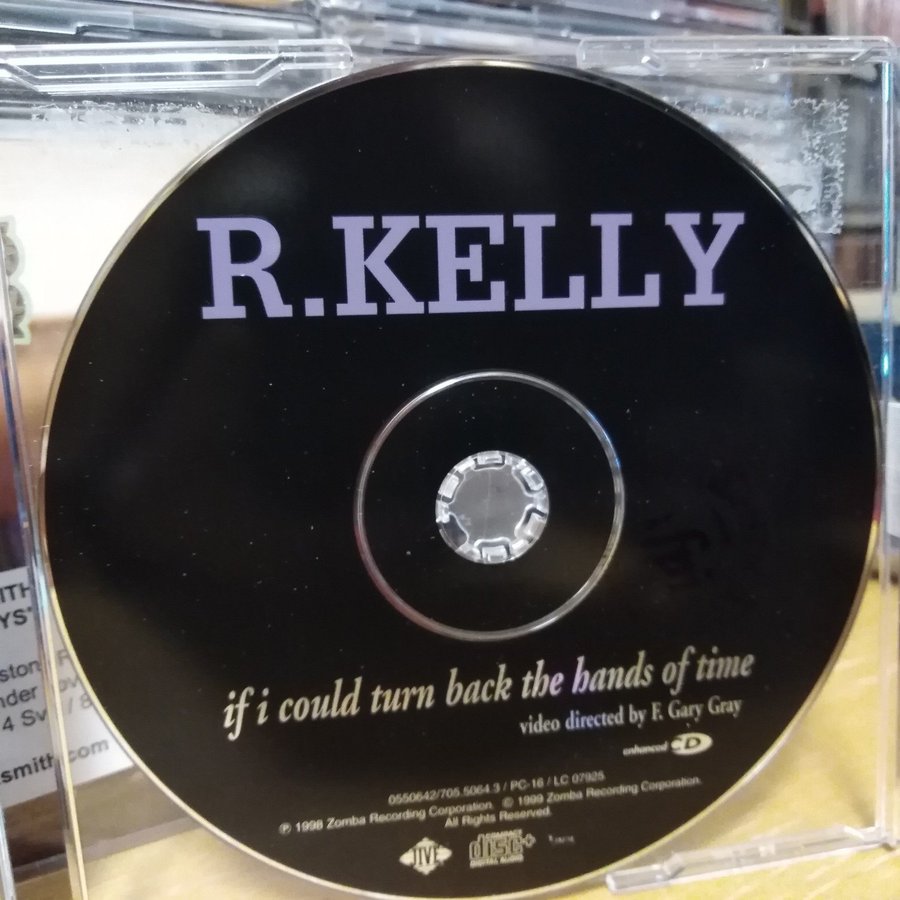 R.KELLY
if i could turn back the hands of time
video directed by F. Gary Gray
enhanced CD
0550642/705.5064.3 / PC-16 / LC 07925
℗ 1998 Zomba Recording Corporation. © 1999 Zomba Recording Corporation.
All Rights Reserved.
JIVE
COMPACT
disc+
DIGITAL AUDIO
ITH
YS"
ston
nder
4 Sv / 8
smith.com